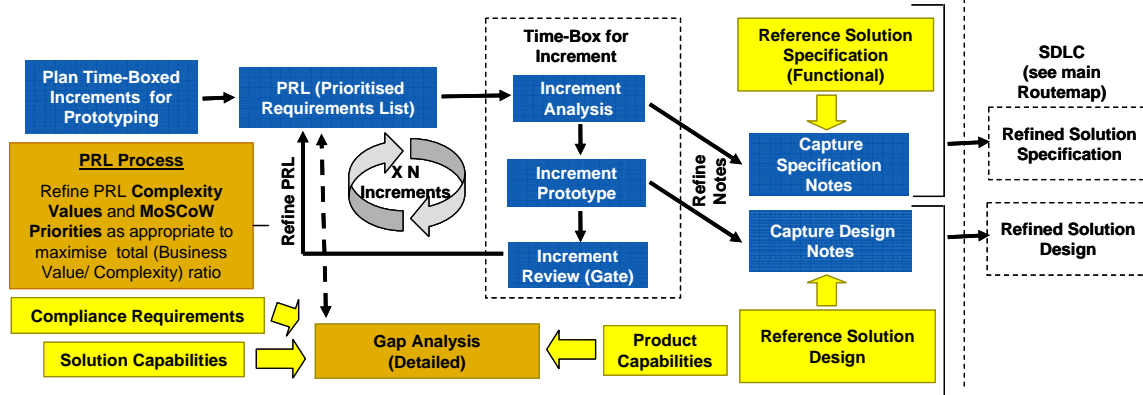 Plan Time-Boxed
Increments for
Prototyping
PRL (Prioritised
Requirements List)
Time-Box for
Increment
Increment
Analysis
Increment
Prototype
Increment
Review (Gate)
Reference Solution
Specification
(Functional)
SDLC
(see main
Routemap)
Capture
Specification
Notes
Refined Solution
Specification
PRL Process
Refine PRL Complexity
Values and MoSCoW
Priorities as appropriate to
maximise total (Business
Value/ Complexity) ratio
Refine PRL
X N
Increments
Refine
Notes
Capture Design
Notes
Refined Solution
Design
Compliance Requirements
Solution Capabilities
Gap Analysis
(Detailed)
Product
Capabilities
Reference Solution
Design